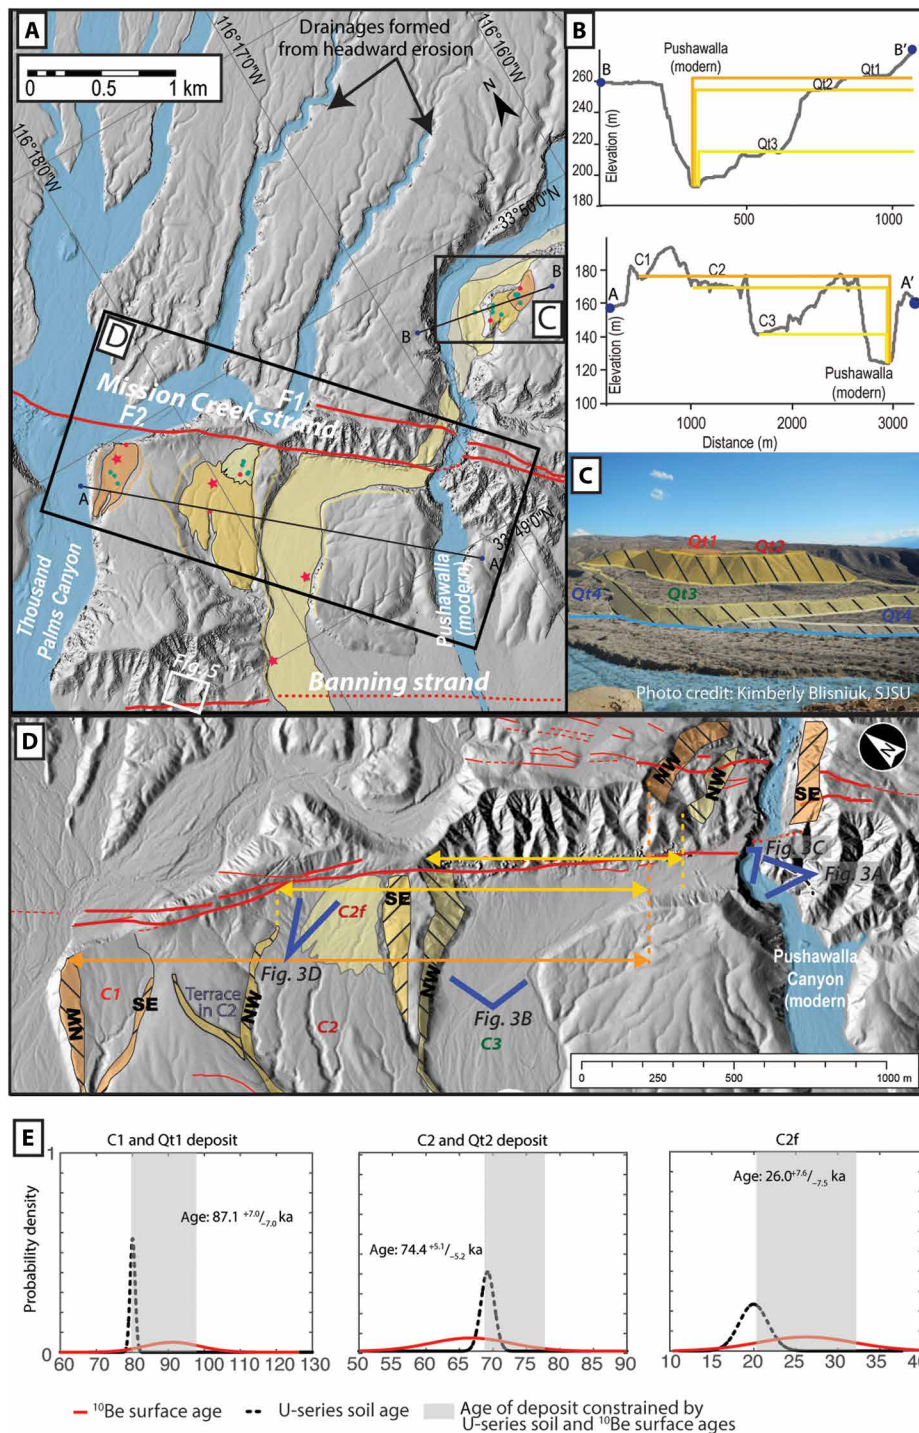 A
Drainages formed
from headward erosion
116°17'0"W
116°16'0"W
0 0.5 1 km
N
116°18'0"W
33°50'0"N
B'
B
C
D
Mission Creek strand
F1
F2
A
33°49'0"N
A'
Thousand
Palms Canyon
Pushawalla
(modern)
Fig. 5
Banning strand
B
Pushawalla
(modern)
B'
B
Qt1
Qt2
Qt3
260
240
220
200
180
Elevation (m)
500 1000
C1
C2
C3
A
A'
180
160
140
120
100
Elevation (m)
Pushawalla
(modern)
1000 2000 3000
Distance (m)
C
Qt1 Qt2
Qt4 Qt3
Qt4
Photo credit: Kimberly Blisniuk, SJSU
D
N
NW
NW
SE
Fig. 3C
Fig. 3A
C2f
SE
NW
Fig. 3D
C1
NW
SE
Terrace
in C2
NW
C2
Fig. 3B
C3
Pushawalla
Canyon
(modern)
0 250 500 1000 m
E
C1 and Qt1 deposit
Probability density
1
0
Age: 87.1 +7.0/-7.0 ka
60 70 80 90 100 110 120 130
C2 and Qt2 deposit
Age: 74.4 +5.1/-5.2 ka
50 55 60 65 70 75 80 85 90
C2f
Age: 26.0 +7.6/-7.5 ka
10 15 20 25 30 35 40
10Be surface age
U-series soil age
Age of deposit constrained by
U-series soil and 10Be surface ages